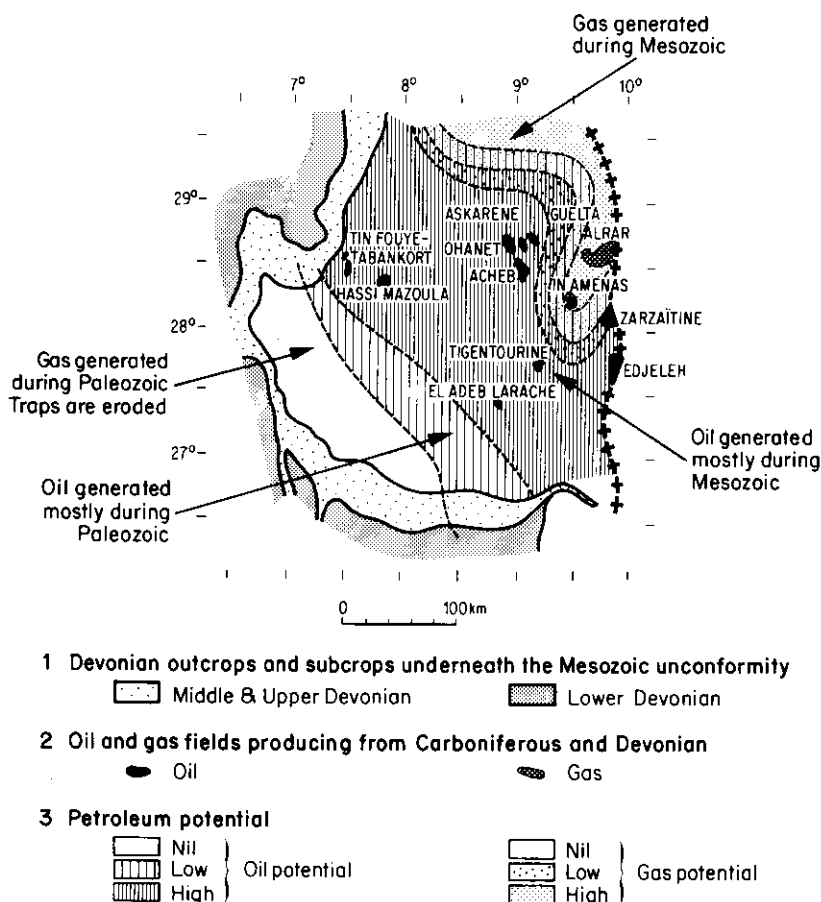 Gas generated
during Mesozoic
7° 8° 9° 10°
29°
28°
27°
ASKARENE
GUELTA
ALRAR
TIN FOUYE-
TABANKORT
OHANET
ACHEB
HASSI MAZOULA
IN AMENAS
ZARZAÏTINE
TIGENTOURINE
EDJELEH
EL ADEB LARACHE
Gas generated
during Paleozoic
Traps are eroded
Oil generated
mostly during
Mesozoic
Oil generated
mostly during
Paleozoic
0 100 km
1 Devonian outcrops and subcrops underneath the Mesozoic unconformity
Middle & Upper Devonian Lower Devonian
2 Oil and gas fields producing from Carboniferous and Devonian
Oil Gas
3 Petroleum potential
Nil Nil
Low Oil potential Low Gas potential
High High